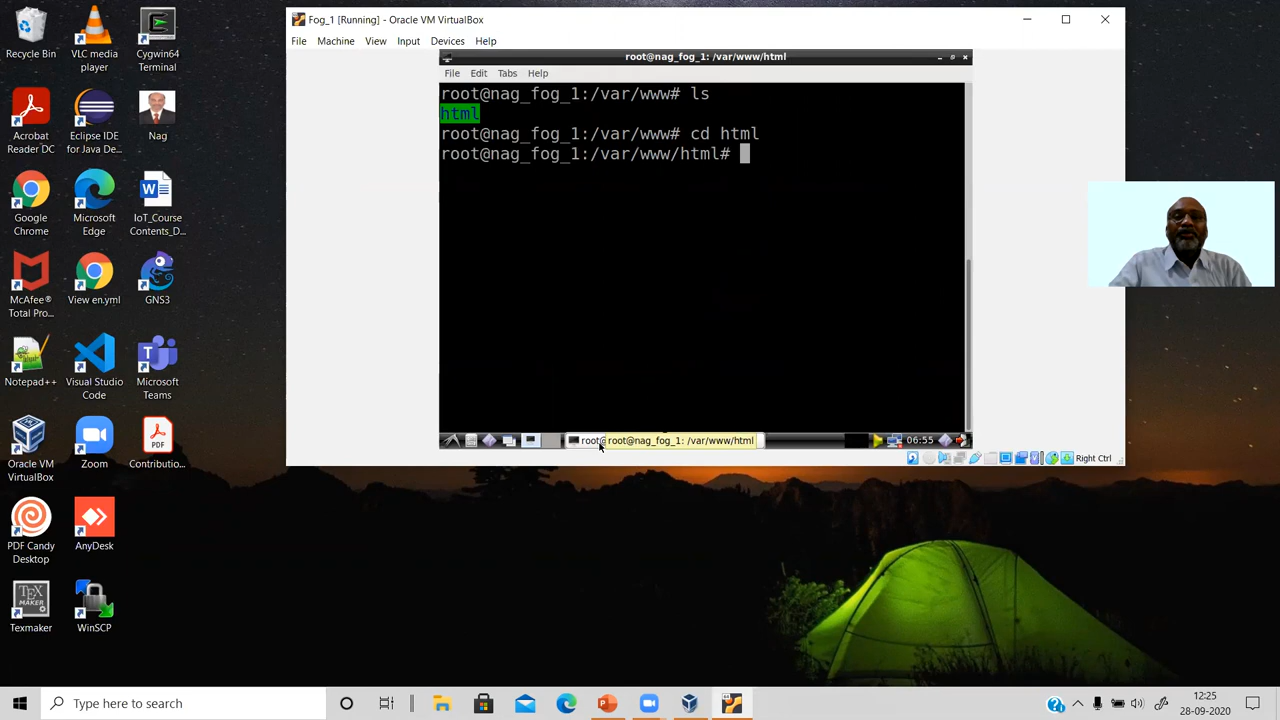 Fog_1 [Running] - Oracle VM VirtualBox
File Machine View Input Devices Help
root@nag_fog_1: /var/www/html
File Edit Tabs Help
root@nag_fog_1:/var/www# ls
html
root@nag_fog_1:/var/www# cd html
root@nag_fog_1:/var/www/html#
root@
root@nag_fog_1: /var/www/html
06:55
Right Ctrl
Recycle Bin
VLC media player
Cygwin64 Terminal
Acrobat Reader DC
Eclipse IDE for Java De...
Nag
Google Chrome
Microsoft Edge
IoT_Course Contents_D...
McAfee® Total Pro...
View en.yml
GNS3
Notepad++
Visual Studio Code
Microsoft Teams
Oracle VM VirtualBox
Zoom
PDF
Contributio...
PDF Candy Desktop
AnyDesk
TEX MAKER
Texmaker
WinSCP
Type here to search
12:25
28-09-2020